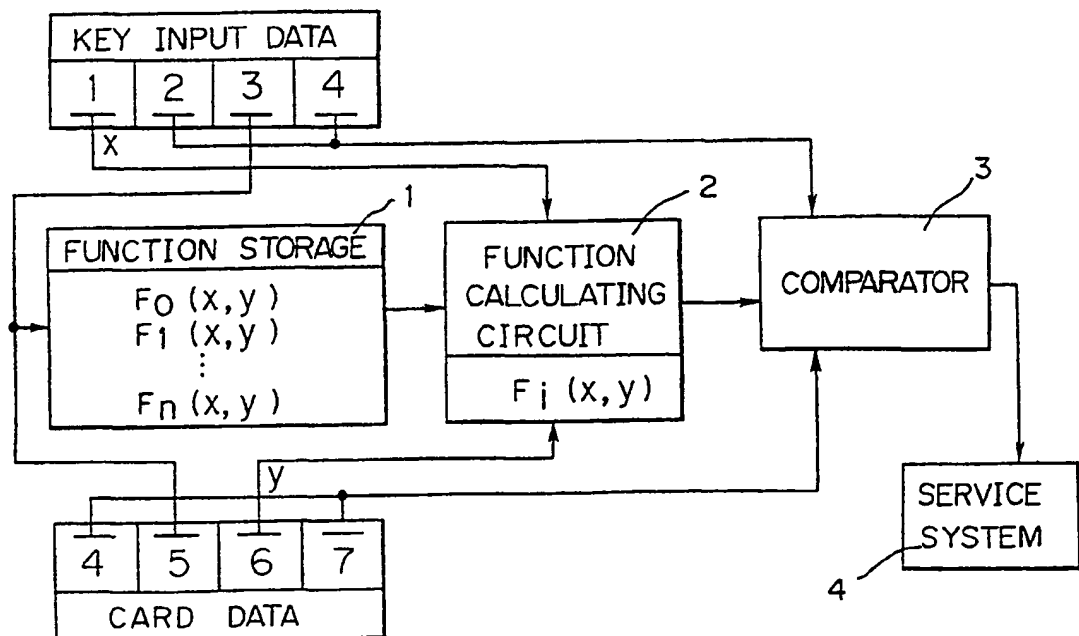 KEY INPUT DATA
1 2 3 4
x
1
FUNCTION STORAGE
F0 (x, y)
F1 (x, y)
⋮
Fn (x, y)
2
FUNCTION
CALCULATING
CIRCUIT
Fi (x, y)
3
COMPARATOR
y
4 5 6 7
CARD DATA
SERVICE
SYSTEM
4